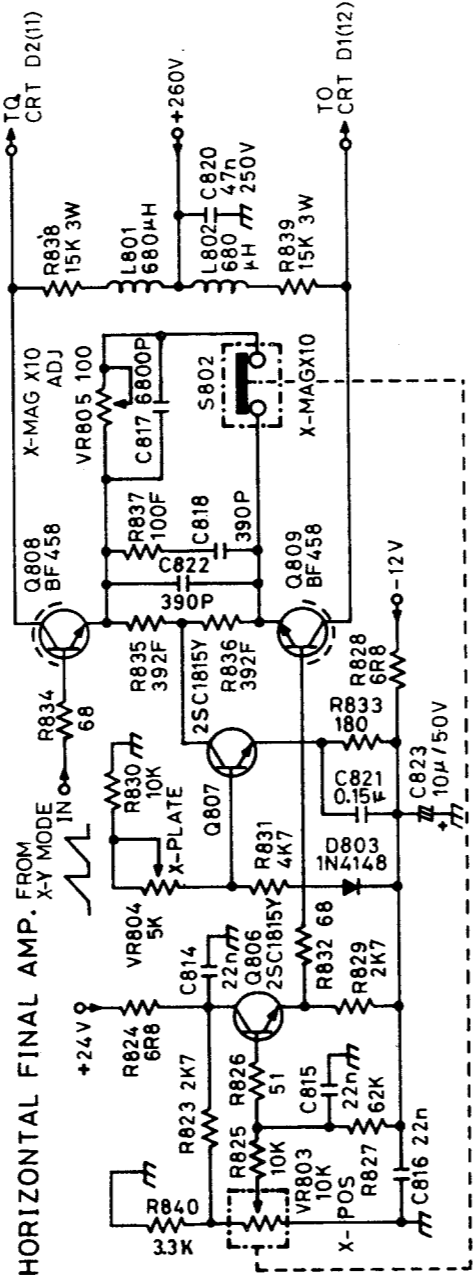 HORIZONTAL FINAL AMP.
FROM
X-Y MODE
IN
R834
68
Q808
BF458
TO
CRT D2(11)
X-MAG X10
ADJ
VR805 100
C817
6800P
R838
15K 3W
L801
680μH
+260V
C820
47n
250V
L802
680
μH
R839
15K 3W
S802
X-MAGX10
R837
100F
C818
390P
C822
390P
R835
392F
R836
392F
Q809
BF458
TO
CRT D1(12)
+24V
R824
6R8
VR804
5K
X-PLATE
R830
10K
2SC1815Y
Q807
C814
22n
Q806
2SC1815Y
R831
4K7
D803
1N4148
C821
0.15μ
R833
180
R828
6R8
-12V
C823
10μ/50V
+
R832 68
R829
2K7
R823 2K7
R826
51
R825
10K
C815
22n
62K
R827
VR803
10K
X-POS
R840
3.3K
C816 22n